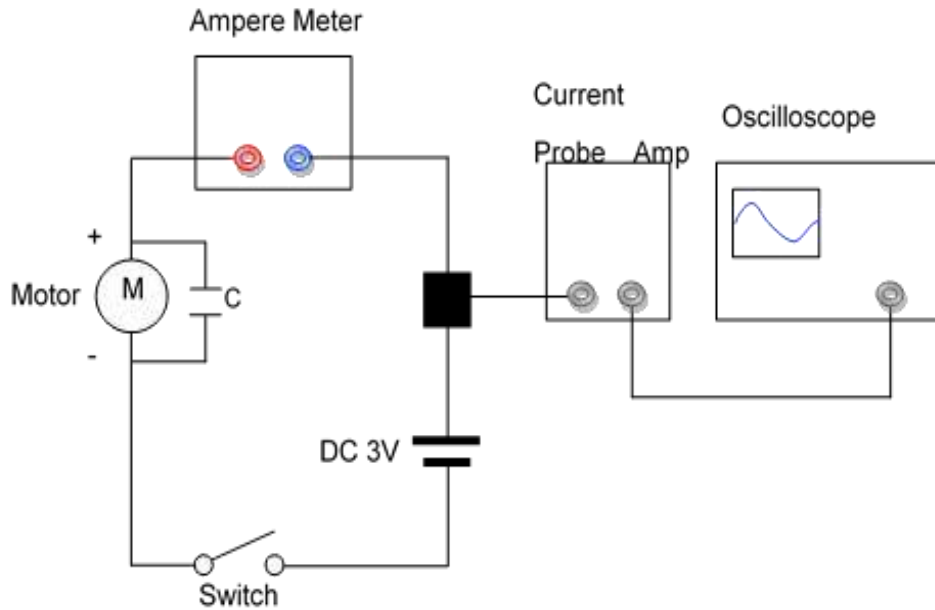 Ampere Meter
Current
Probe Amp
Oscilloscope
+
Motor
M
C
-
DC 3V
Switch